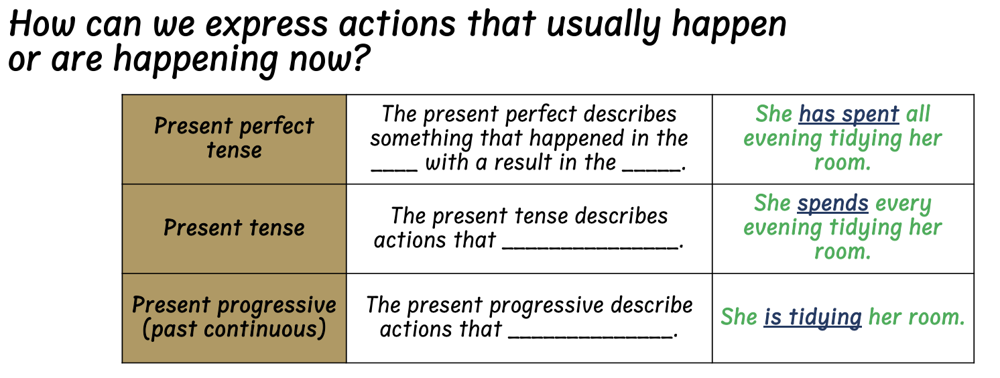 How can we express actions that usually happen
or are happening now?
Present perfect
tense
The present perfect describes
something that happened in the
____ with a result in the _____.
She has spent all
evening tidying her
room.
Present tense
The present tense describes
actions that _______________.
She spends every
evening tidying her
room.
Present progressive
(past continuous)
The present progressive describe
actions that ______________.
She is tidying her room.